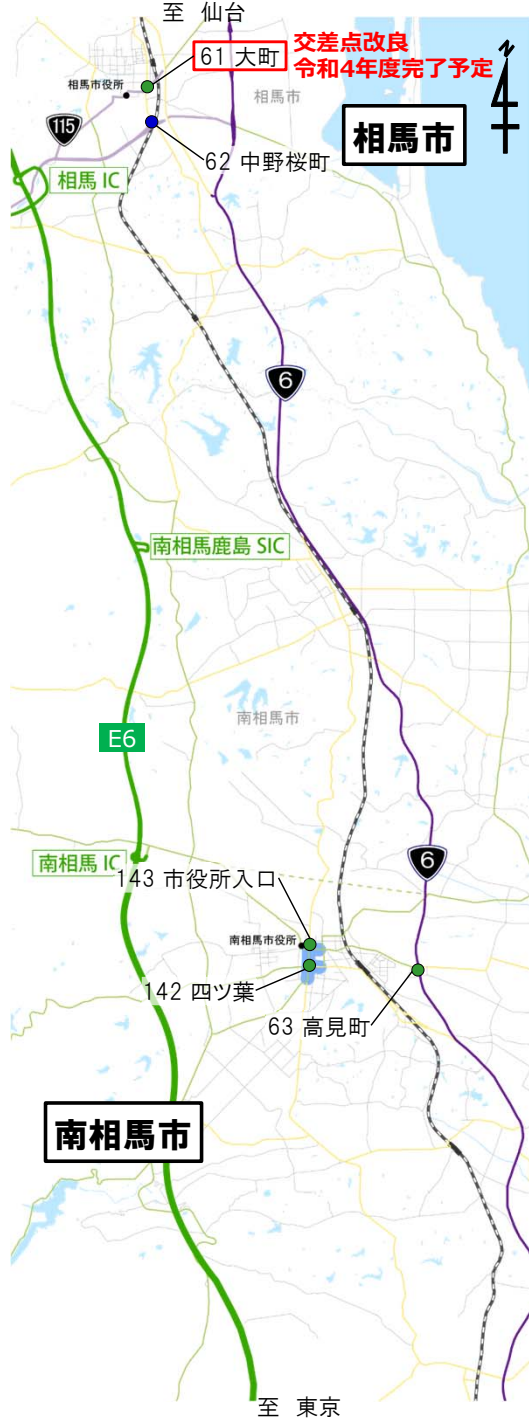 至 仙台
61 大町
交差点改良
令和4年度完了予定
相馬市役所
相馬市
115
相馬市
62 中野桜町
相馬 IC
6
南相馬鹿島 SIC
南相馬市
E6
6
南相馬 IC
143 市役所入口
南相馬市役所
142 四ツ葉
63 高見町
南相馬市
至 東京